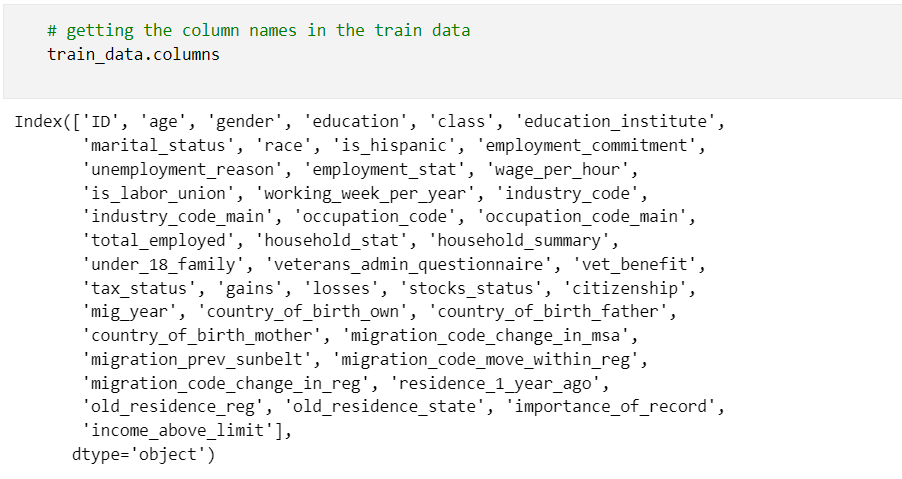 # getting the column names in the train data
train_data.columns
Index(['ID', 'age', 'gender', 'education', 'class', 'education_institute',
'marital_status', 'race', 'is_hispanic', 'employment_commitment',
'unemployment_reason', 'employment_stat', 'wage_per_hour',
'is_labor_union', 'working_week_per_year', 'industry_code',
'industry_code_main', 'occupation_code', 'occupation_code_main',
'total_employed', 'household_stat', 'household_summary',
'under_18_family', 'veterans_admin_questionnaire', 'vet_benefit',
'tax_status', 'gains', 'losses', 'stocks_status', 'citizenship',
'mig_year', 'country_of_birth_own', 'country_of_birth_father',
'country_of_birth_mother', 'migration_code_change_in_msa',
'migration_prev_sunbelt', 'migration_code_move_within_reg',
'migration_code_change_in_reg', 'residence_1_year_ago',
'old_residence_reg', 'old_residence_state', 'importance_of_record',
'income_above_limit'],
dtype='object')